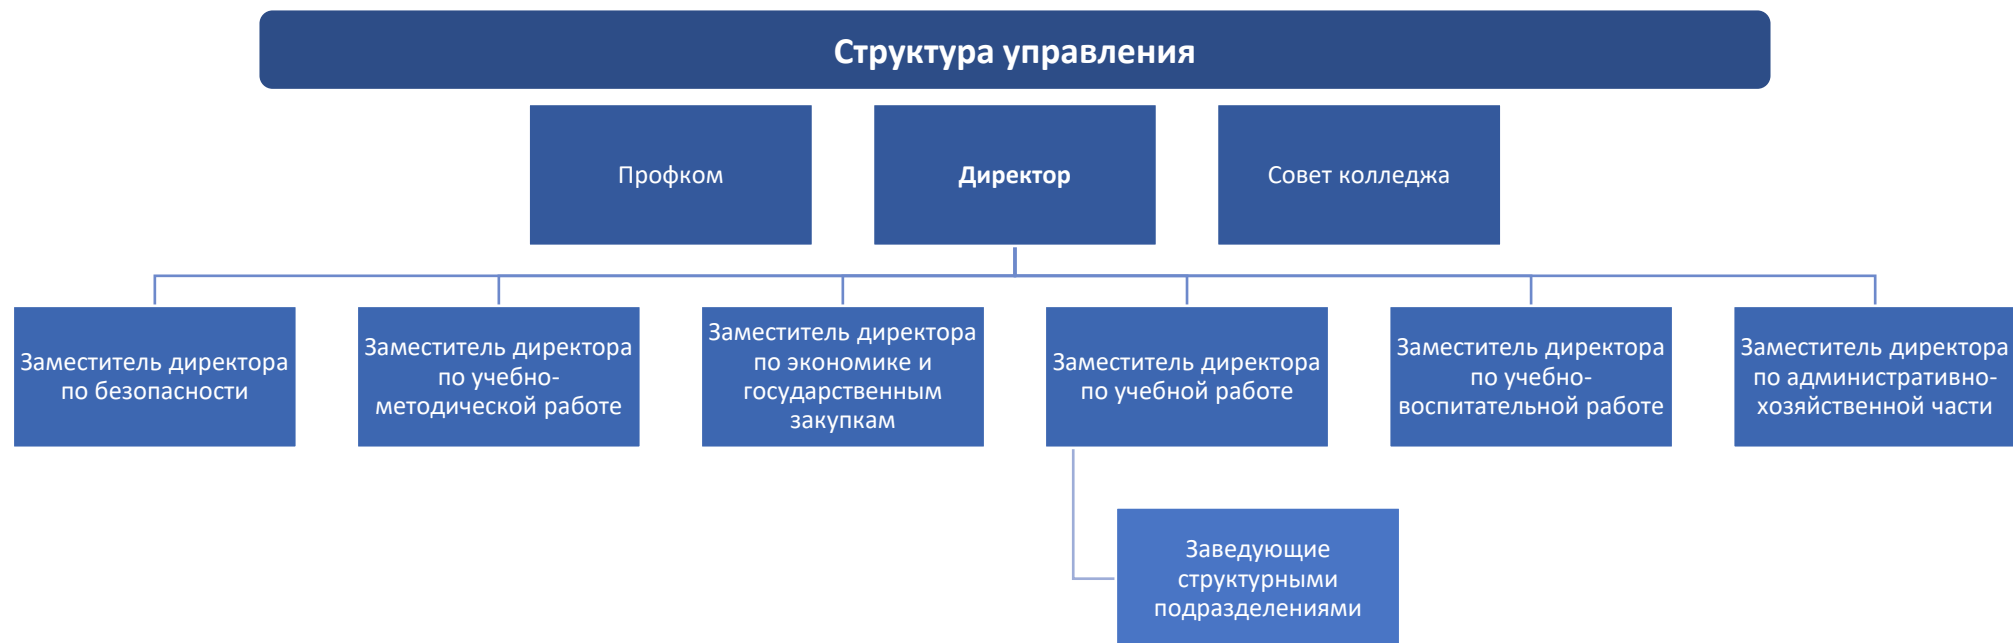 Структура управления
Профком
Директор
Совет колледжа
Заместитель директора
по безопасности
Заместитель директора
по учебно-
методической работе
Заместитель директора
по экономике и
государственным
закупкам
Заместитель директора
по учебной работе
Заместитель директора
по учебно-
воспитательной работе
Заместитель директора
по административно-
хозяйственной части
Заведующие
структурными
подразделениями